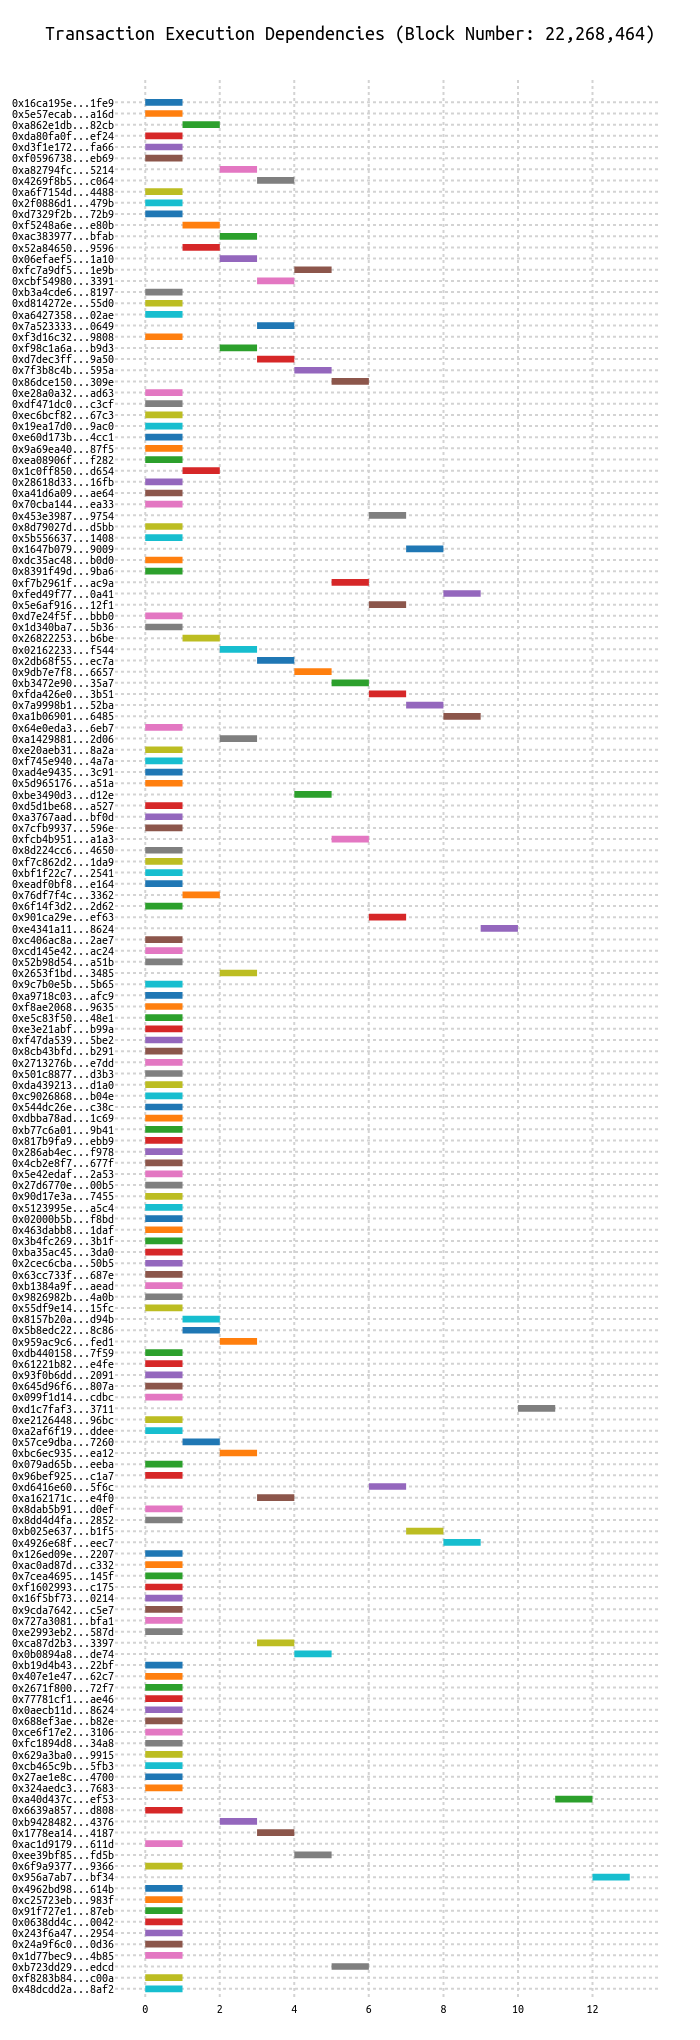 Transaction Execution Dependencies (Block Number: 22,268,464)
0x16ca195e...1fe9
0x5e57ecab...a16d
0xa862e1db...82cb
0xda80fa0f...ef24
0xd3f1e172...fa66
0xf0596738...eb69
0xa82794fc...5214
0x4269f8b5...c064
0xa6f7154d...4488
0x2f0886d1...479b
0xd7329f2b...72b9
0xf5248a6e...e80b
0xac383977...bfab
0x52a84650...9596
0x06efaef5...1a10
0xfc7a9df5...1e9b
0xcbf54980...3391
0xb3a4cde6...8197
0xd814272e...55d0
0xa6427358...02ae
0x7a523333...0649
0xf3d16c32...9808
0xf98c1a6a...b9d3
0xd7dec3ff...9a50
0x7f3b8c4b...595a
0x86dce150...309e
0xe28a0a32...ad63
0xdf471dc0...c3cf
0xec6bcf82...67c3
0x19ea17d0...9ac0
0xe60d173b...4cc1
0x9a69ea40...87f5
0xea08906f...f282
0x1c0ff850...d654
0x28618d33...16fb
0xa41d6a09...ae64
0x70cba144...ea33
0x453e3987...9754
0x8d79027d...d5bb
0x5b556637...1408
0x1647b079...9009
0xdc35ac48...b0d0
0x8391f49d...9ba6
0xf7b2961f...ac9a
0xfed49f77...0a41
0x5e6af916...12f1
0xd7e24f5f...bbb0
0x1d340ba7...5b36
0x26822253...b6be
0x02162233...f544
0x2db68f55...ec7a
0x9db7e7f8...6657
0xb3472e90...35a7
0xfda426e0...3b51
0x7a9998b1...52ba
0xa1b06901...6485
0x64e0eda3...6eb7
0xa1429881...2d06
0xe20aeb31...8a2a
0xf745e940...4a7a
0xad4e9435...3c91
0x5d965176...a51a
0xbe3490d3...d12e
0xd5d1be68...a527
0xa3767aad...bf0d
0x7cfb9937...596e
0xfcb4b951...a1a3
0x8d224cc6...4650
0xf7c862d2...1da9
0xbf1f22c7...2541
0xeadf0bf8...e164
0x76df7f4c...3362
0x6f14f3d2...2d62
0x901ca29e...ef63
0xe4341a11...8624
0xc406ac8a...2ae7
0xcd145e42...ac24
0x52b98d54...a51b
0x2653f1bd...3485
0x9c7b0e5b...5b65
0xa9718c03...afc9
0xf8ae2068...9635
0xe5c83f50...48e1
0xe3e21abf...b99a
0xf47da539...5be2
0x8cb43bfd...b291
0x2713276b...e7dd
0x501c8877...d3b3
0xda439213...d1a0
0xc9026868...b04e
0x544dc26e...c38c
0xdbba78ad...1c69
0xb77c6a01...9b41
0x817b9fa9...ebb9
0x286ab4ec...f978
0x4cb2e8f7...677f
0x5e42edaf...2a53
0x27d6770e...00b5
0x90d17e3a...7455
0x5123995e...a5c4
0x02000b5b...f8bd
0x463dabb8...1daf
0x3b4fc269...3b1f
0xba35ac45...3da0
0x2cec6cba...50b5
0x63cc733f...687e
0xb1384a9f...aead
0x9826982b...4a0b
0x55df9e14...15fc
0x8157b20a...d94b
0x5b8edc22...8c86
0x959ac9c6...fed1
0xdb440158...7f59
0x61221b82...e4fe
0x93f0b6dd...2091
0x645d96f6...807a
0x099f1d14...cdbc
0xd1c7faf3...3711
0xe2126448...96bc
0xa2af6f19...ddee
0x57ce9dba...7260
0xbc6ec935...ea12
0x079ad65b...eeba
0x96bef925...c1a7
0xd6416e60...5f6c
0xa162171c...e4f0
0x8dab5b91...d0ef
0x8dd4d4fa...2852
0xb025e637...b1f5
0x4926e68f...eec7
0x126ed09e...2207
0xac0ad87d...c332
0x7cea4695...145f
0xf1602993...c175
0x16f5bf73...0214
0x9cda7642...c5e7
0x727a3081...bfa1
0xe2993eb2...587d
0xca87d2b3...3397
0x0b0894a8...de74
0xb19d4b43...22bf
0x407e1e47...62c7
0x2671f800...72f7
0x77781cf1...ae46
0x0aecb11d...8624
0x688ef3ae...b82e
0xce6f17e2...3106
0xfc1894d8...34a8
0x629a3ba0...9915
0xcb465c9b...5fb3
0x27ae1e8c...4700
0x324aedc3...7683
0xa40d437c...ef53
0x6639a857...d808
0xb9428482...4376
0x1778ea14...4187
0xac1d9179...611d
0xee39bf85...fd5b
0x6f9a9377...9366
0x956a7ab7...bf34
0x4962bd98...614b
0xc25723eb...983f
0x91f727e1...87eb
0x0638dd4c...0042
0x243f6a47...2954
0x24a9f6c0...0d36
0x1d77bec9...4b85
0xb723dd29...edcd
0xf8283b84...c00a
0x48dcdd2a...8af2
0 2 4 6 8 10 12